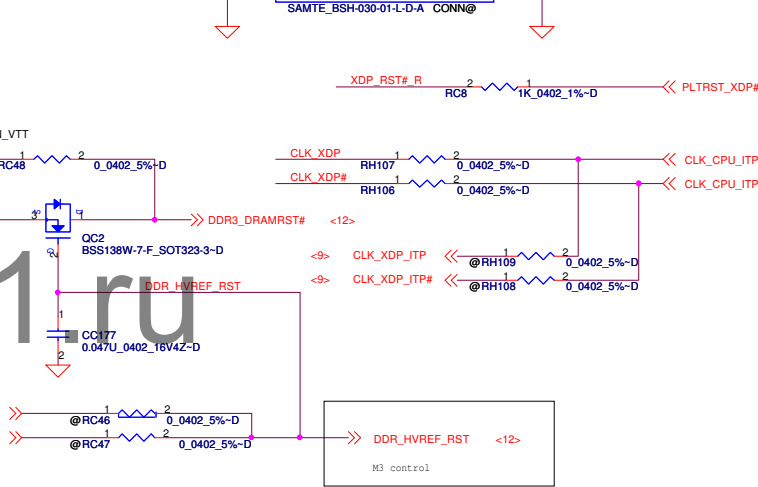 SAMTE_BSH-030-01-L-D-A CONN@
XDP_RST#_R 2 1 PLTRST_XDP#
RC8 1K_0402_1%~D
_VTT
1 2
RC48 0_0402_5%~D
CLK_XDP 1 2 CLK_CPU_ITP
RH107 0_0402_5%~D
CLK_XDP# 1 2 CLK_CPU_ITP
RH106 0_0402_5%~D
3 S D 1 DDR3_DRAMRST# <12>
QC2
BSS138W-7-F_SOT323-3~D
G 2
<9> CLK_XDP_ITP 1 2
@RH109 0_0402_5%~D
<9> CLK_XDP_ITP# 1 2
@RH108 0_0402_5%~D
DDR_HVREF_RST
1.ru
1
CC177
0.047U_0402_16V4Z~D
2
1 2
@RC46 0_0402_5%~D
1 2
@RC47 0_0402_5%~D
DDR_HVREF_RST <12>
M3 control